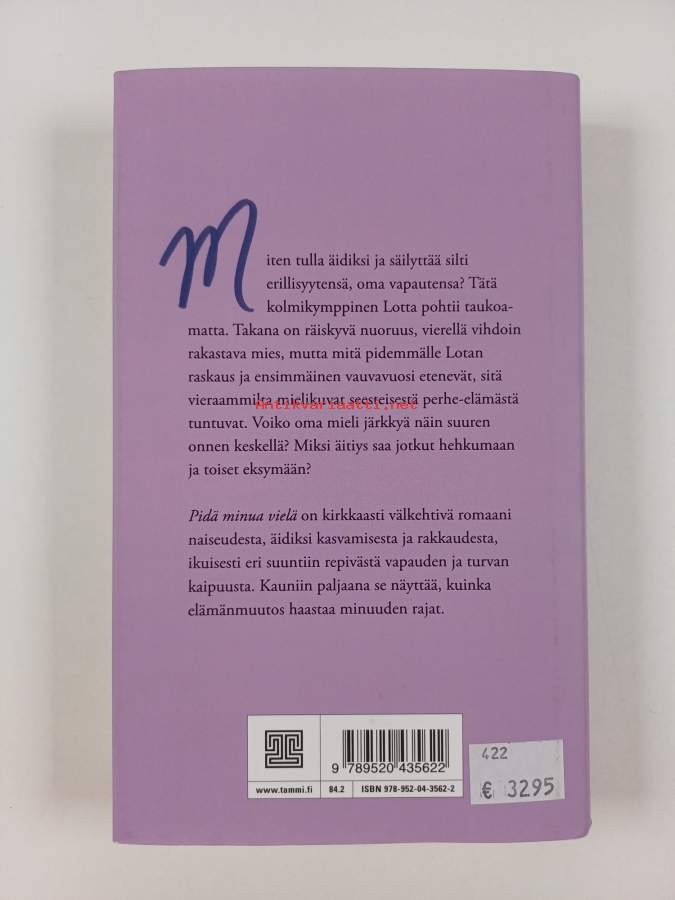 Miten tulla äidiksi ja säilyttää silti
erillisyytensä, oma vapautensa? Tätä
kolmikymppinen Lotta pohtii taukoa-
matta. Takana on räiskyvä nuoruus, vierellä vihdoin
rakastava mies, mutta mitä pidemmälle Lotan
raskaus ja ensimmäinen vauvavuosi etenevät, sitä
vieraammilta mielikuvat seesteisestä perhe-elämästä
Antikvariaatti.net
tuntuvat. Voiko oma mieli järkkyä näin suuren
onnen keskellä? Miksi äitiys saa jotkut hehkumaan
ja toiset eksymään?
Pidä minua vielä on kirkkaasti välkehtivä romaani
naiseudesta, äidiksi kasvamisesta ja rakkaudesta,
ikuisesti eri suuntiin repivästä vapauden ja turvan
kaipuusta. Kauniin paljaana se näyttää, kuinka
elämänmuutos haastaa minuuden rajat.
9 789520 435622
www.tammi.fi 84.2 ISBN 978-952-04-3562-2
422
€ 3295